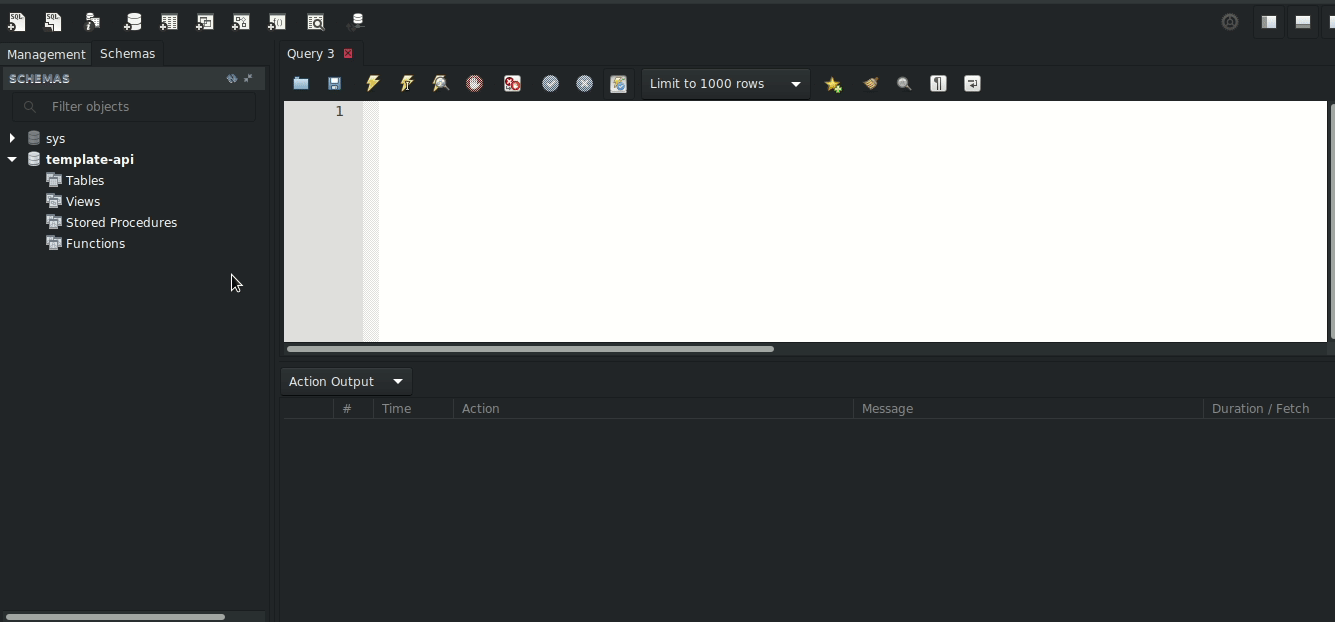 Management Schemas
SCHEMAS
Filter objects
sys
template-api
Tables
Views
Stored Procedures
Functions
Query 3
Limit to 1000 rows
1
Action Output
# Time Action Message Duration / Fetch